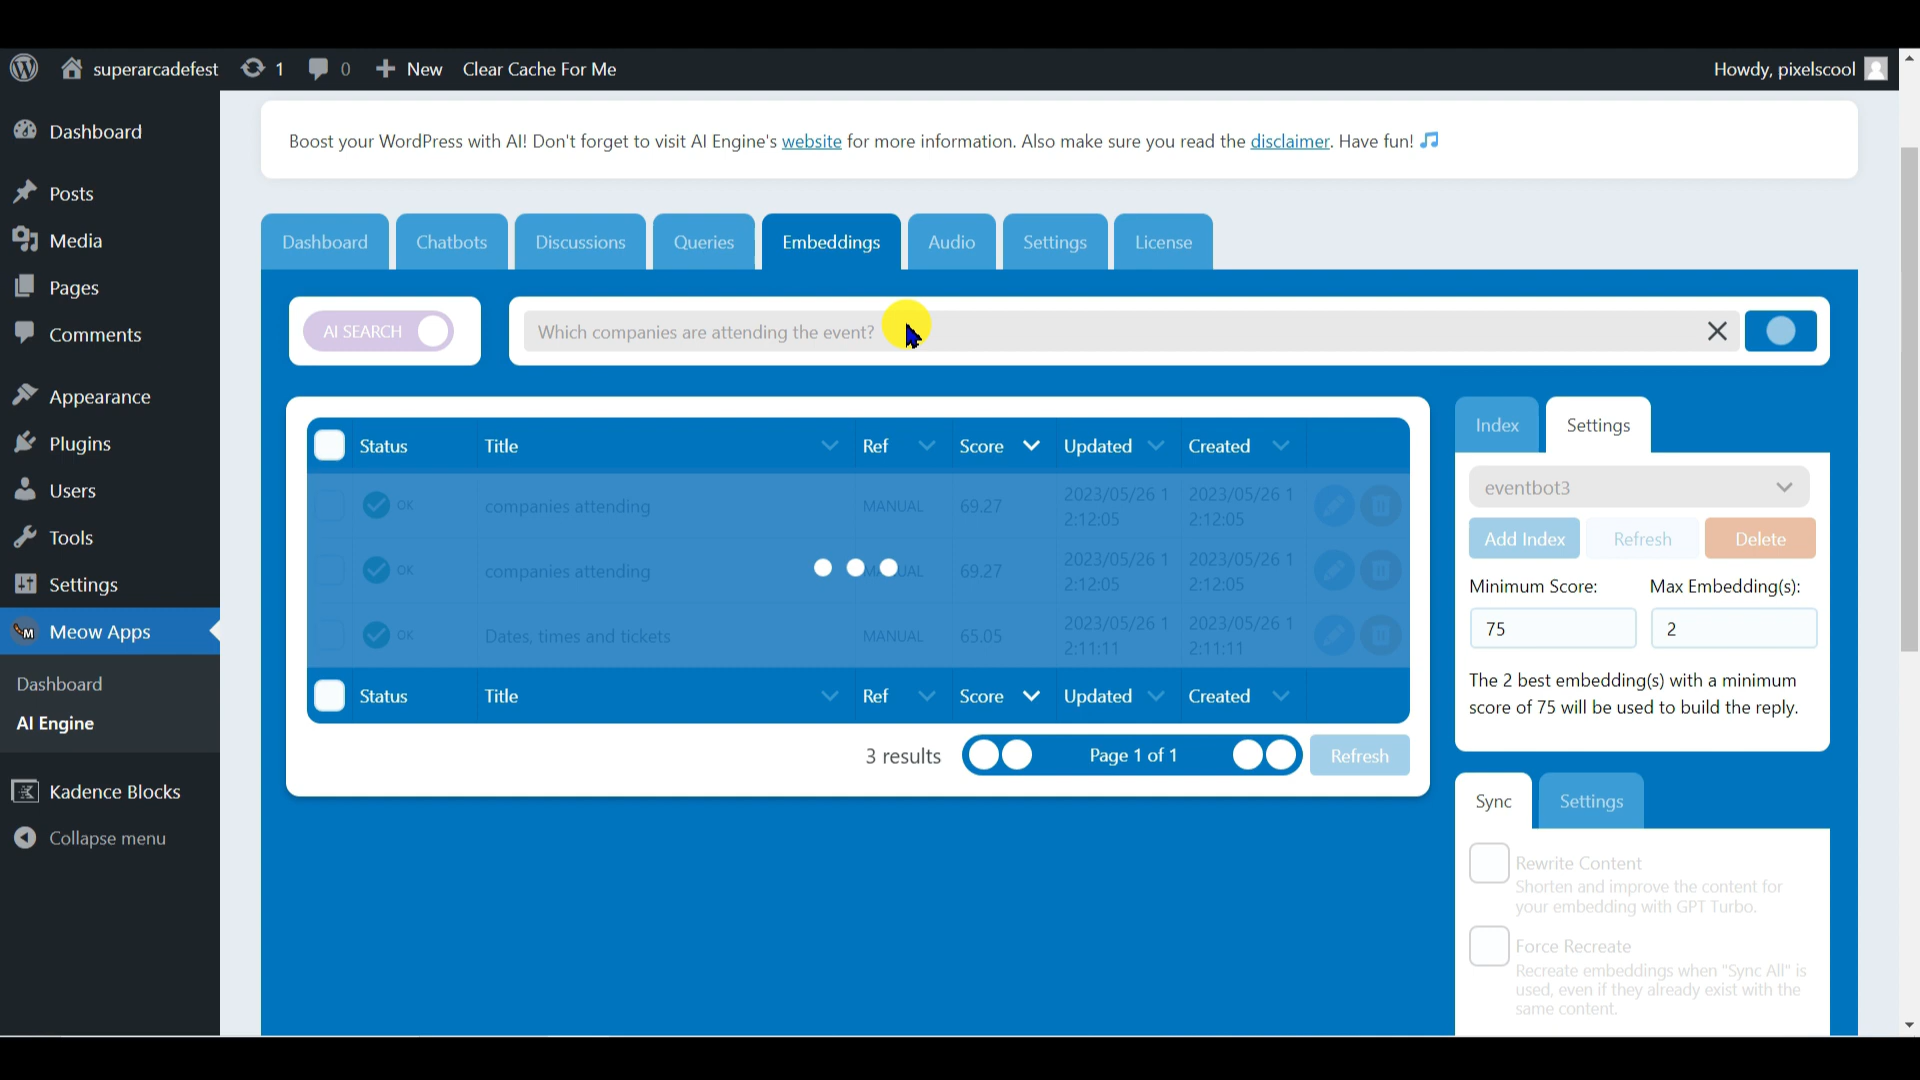 superarcadefest 1 0 New Clear Cache For Me Howdy, pixelscool
Dashboard
Posts
Media
Pages
Comments
Appearance
Plugins
Users
Tools
Settings
M Meow Apps
Dashboard
AI Engine
Kadence Blocks
Collapse menu
Boost your WordPress with AI! Don't forget to visit AI Engine's website for more information. Also make sure you read the disclaimer. Have fun! 🎵
Dashboard Chatbots Discussions Queries Embeddings Audio Settings License
AI SEARCH Which companies are attending the event?
Status Title Ref Score Updated Created
OK companies attending MANUAL 69.27 2023/05/26 1 2023/05/26 1
2:12:05 2:12:05
OK companies attending UAL 69.27 2023/05/26 1 2023/05/26 1
2:12:05 2:12:05
OK Dates, times and tickets MANUAL 65.05 2023/05/26 1 2023/05/26 1
2:11:11 2:11:11
Status Title Ref Score Updated Created
3 results Page 1 of 1 Refresh
Index Settings
eventbot3
Add Index Refresh Delete
Minimum Score: Max Embedding(s):
75 2
The 2 best embedding(s) with a minimum
score of 75 will be used to build the reply.
Sync Settings
Rewrite Content
Shorten and improve the content for
your embedding with GPT Turbo.
Force Recreate
Recreate embeddings when "Sync All" is
used, even if they already exist with the
same content.